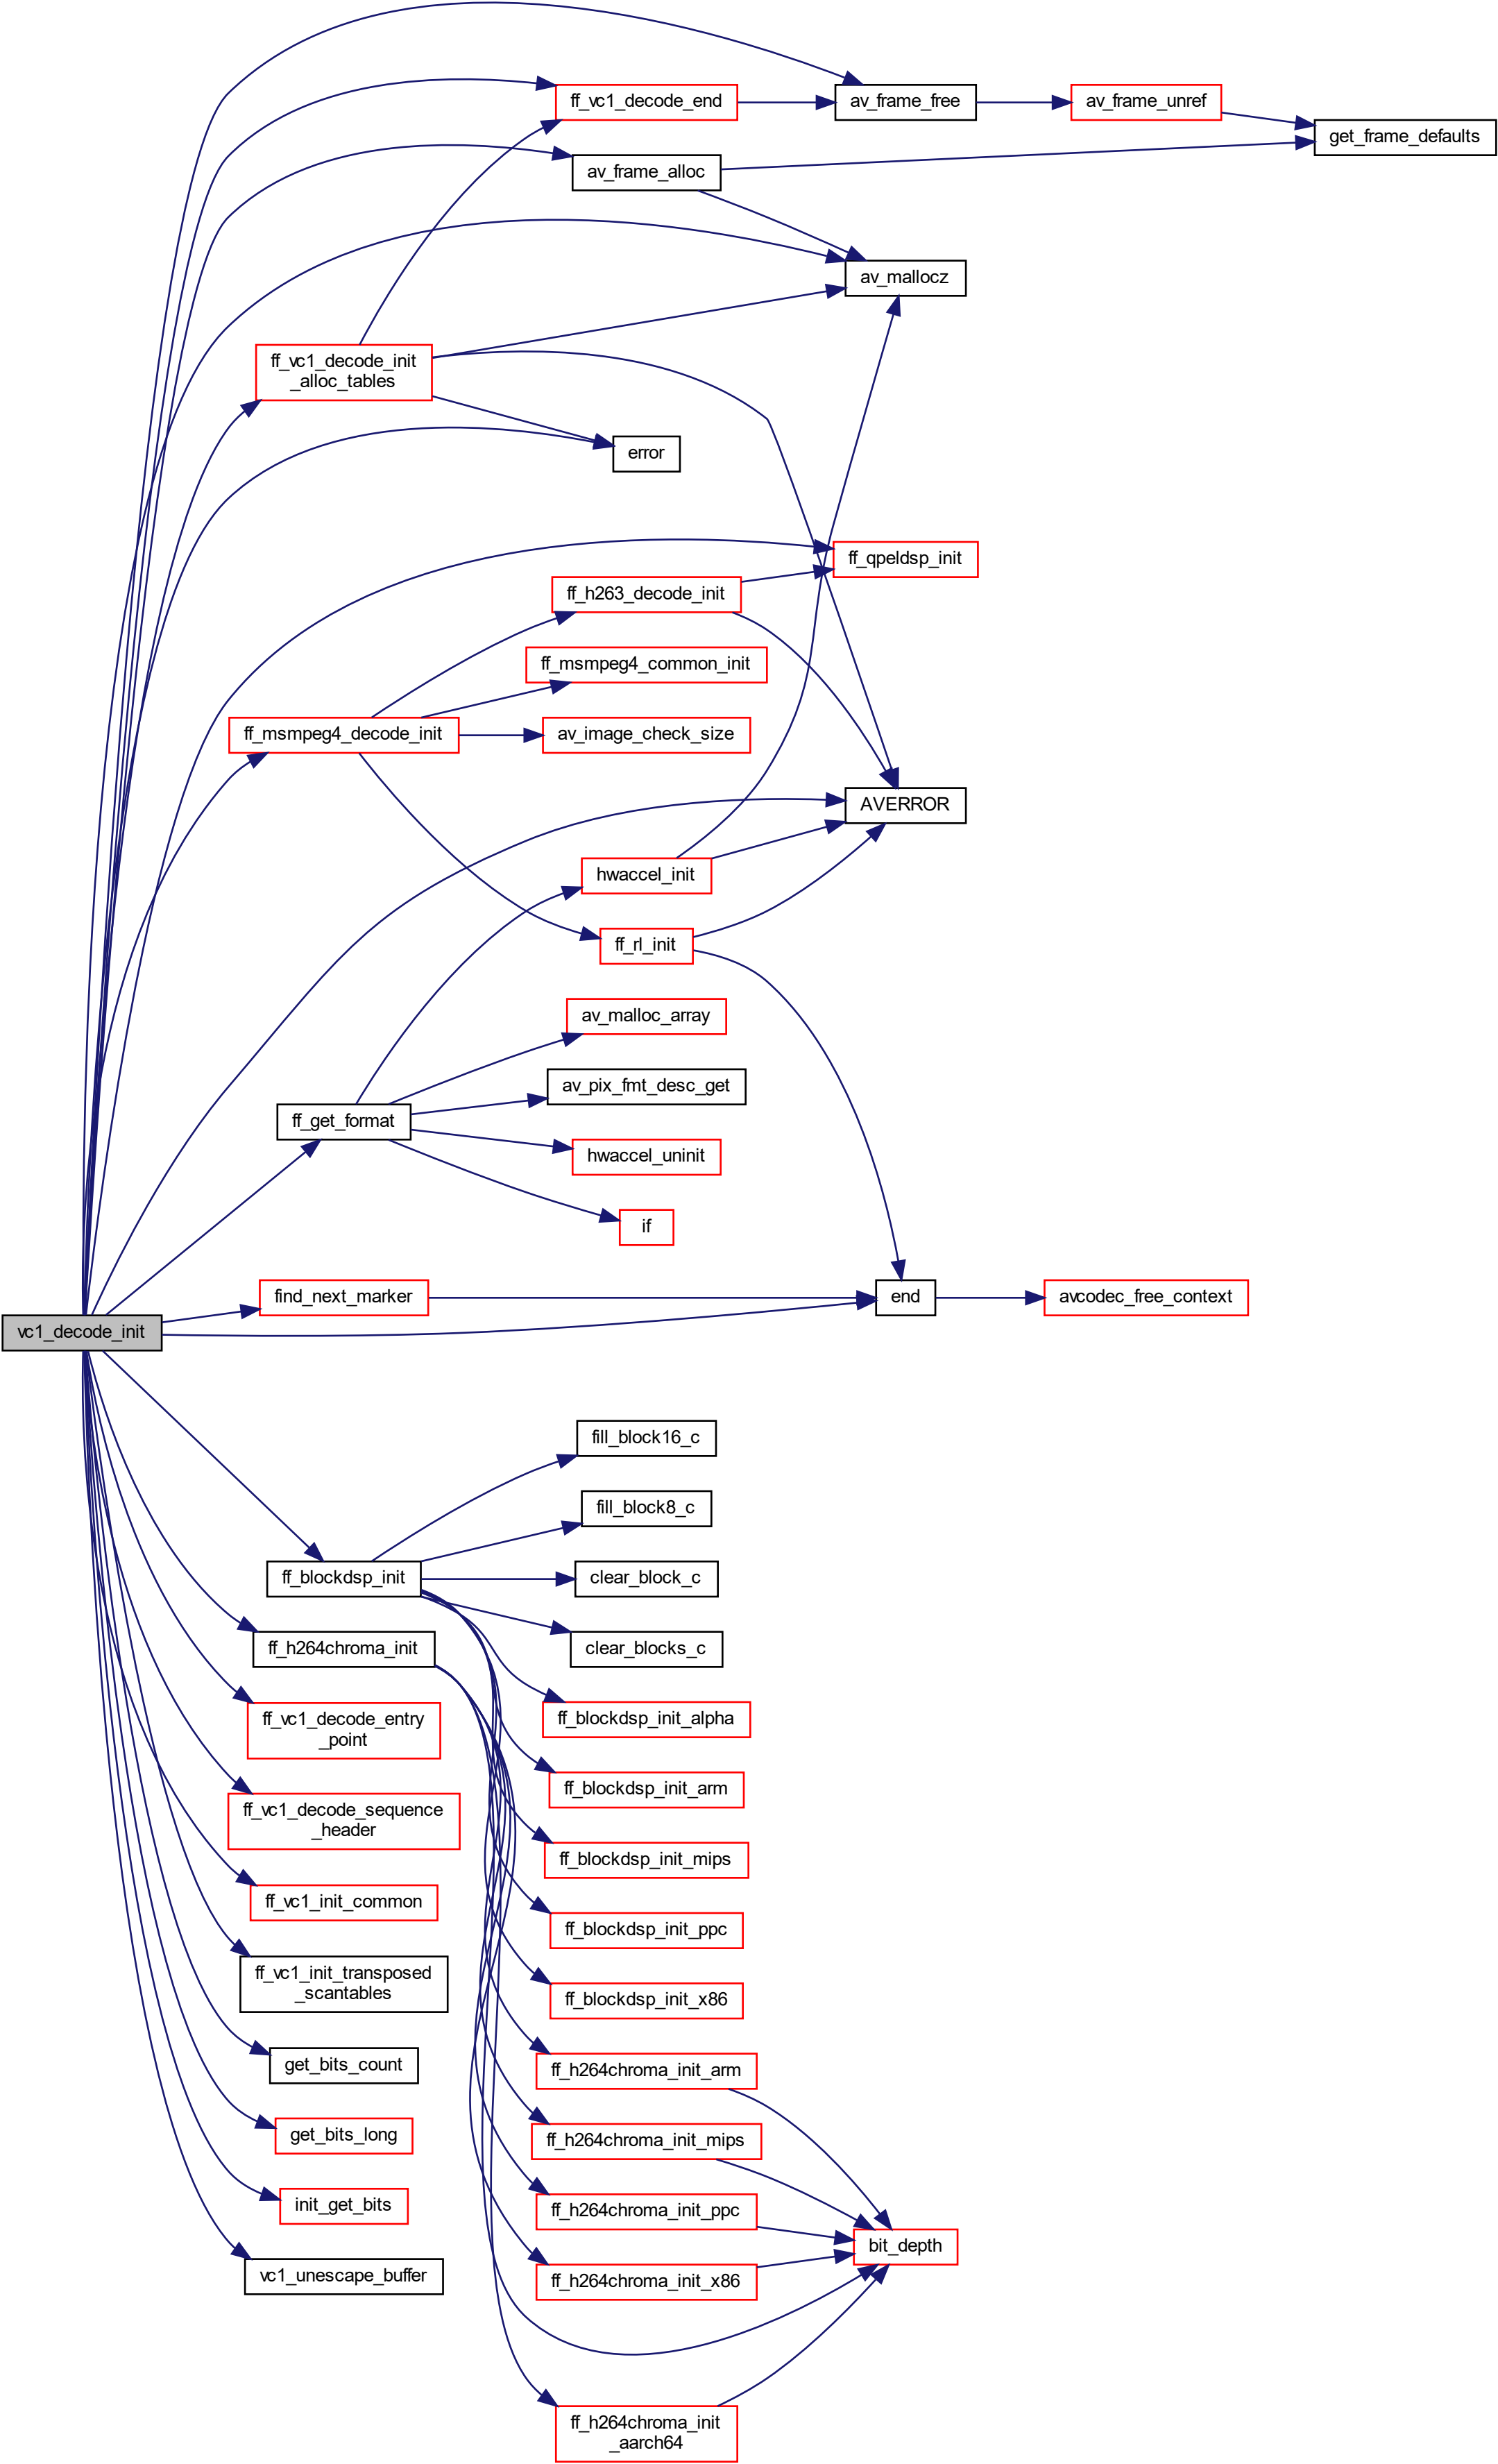 ff_vc1_decode_end
av_frame_free
av_frame_unref
get_frame_defaults
av_frame_alloc
av_mallocz
ff_vc1_decode_init
_alloc_tables
error
ff_qpeldsp_init
ff_h263_decode_init
ff_msmpeg4_common_init
ff_msmpeg4_decode_init
av_image_check_size
AVERROR
hwaccel_init
ff_rl_init
av_malloc_array
av_pix_fmt_desc_get
ff_get_format
hwaccel_uninit
if
find_next_marker
end
avcodec_free_context
vc1_decode_init
fill_block16_c
fill_block8_c
ff_blockdsp_init
clear_block_c
ff_h264chroma_init
clear_blocks_c
ff_vc1_decode_entry
_point
ff_blockdsp_init_alpha
ff_blockdsp_init_arm
ff_vc1_decode_sequence
_header
ff_blockdsp_init_mips
ff_vc1_init_common
ff_blockdsp_init_ppc
ff_vc1_init_transposed
_scantables
ff_blockdsp_init_x86
get_bits_count
ff_h264chroma_init_arm
get_bits_long
ff_h264chroma_init_mips
init_get_bits
ff_h264chroma_init_ppc
bit_depth
vc1_unescape_buffer
ff_h264chroma_init_x86
ff_h264chroma_init
_aarch64